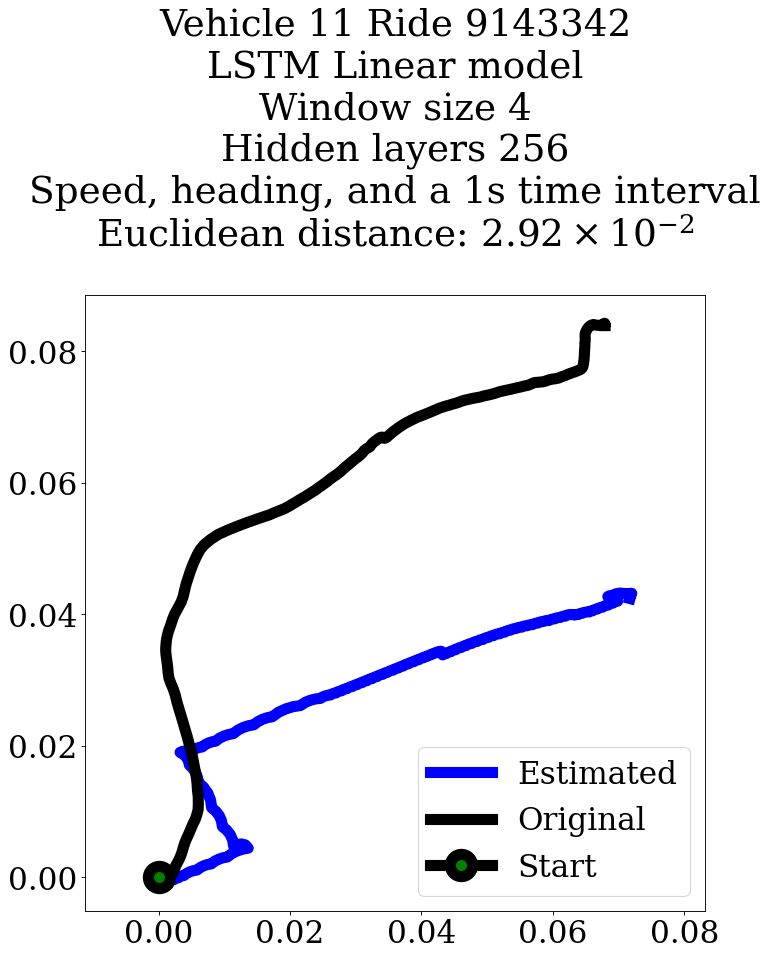 Vehicle 11 Ride 9143342
LSTM Linear model
Window size 4
Hidden layers 256
Speed, heading, and a 1s time interval
Euclidean distance: 2.92 × 10⁻²
0.08
0.06
0.04
0.02
0.00
Estimated
Original
Start
0.00 0.02 0.04 0.06 0.08